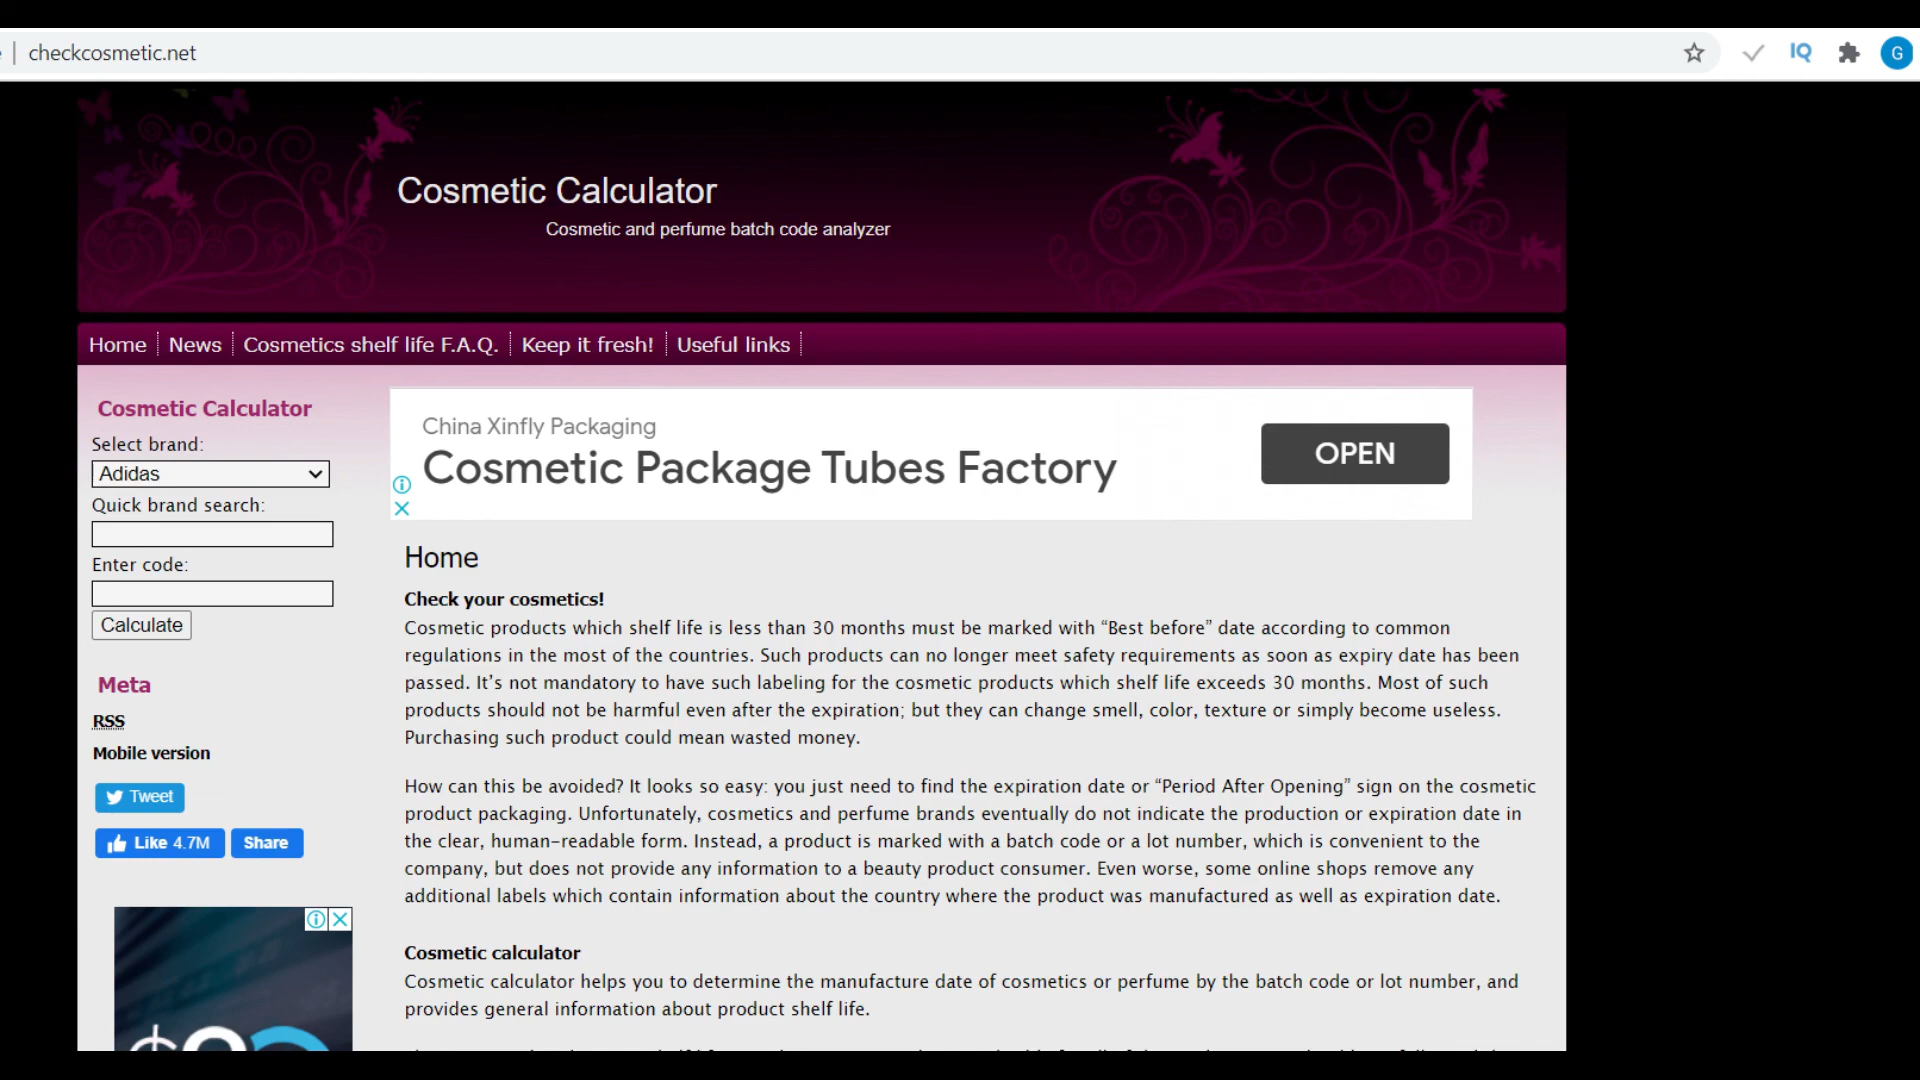 checkcosmetic.net
IQ
G
Cosmetic Calculator
Cosmetic and perfume batch code analyzer
Home News Cosmetics shelf life F.A.Q. Keep it fresh! Useful links
Cosmetic Calculator
Select brand:
Adidas
Quick brand search:
Enter code:
Calculate
Meta
RSS
Mobile version
Tweet
Like 4.7M Share
China Xinfly Packaging
Cosmetic Package Tubes Factory
OPEN
Home
Check your cosmetics!
Cosmetic products which shelf life is less than 30 months must be marked with “Best before” date according to common
regulations in the most of the countries. Such products can no longer meet safety requirements as soon as expiry date has been
passed. It’s not mandatory to have such labeling for the cosmetic products which shelf life exceeds 30 months. Most of such
products should not be harmful even after the expiration; but they can change smell, color, texture or simply become useless.
Purchasing such product could mean wasted money.
How can this be avoided? It looks so easy: you just need to find the expiration date or “Period After Opening” sign on the cosmetic
product packaging. Unfortunately, cosmetics and perfume brands eventually do not indicate the production or expiration date in
the clear, human-readable form. Instead, a product is marked with a batch code or a lot number, which is convenient to the
company, but does not provide any information to a beauty product consumer. Even worse, some online shops remove any
additional labels which contain information about the country where the product was manufactured as well as expiration date.
Cosmetic calculator
Cosmetic calculator helps you to determine the manufacture date of cosmetics or perfume by the batch code or lot number, and
provides general information about product shelf life.